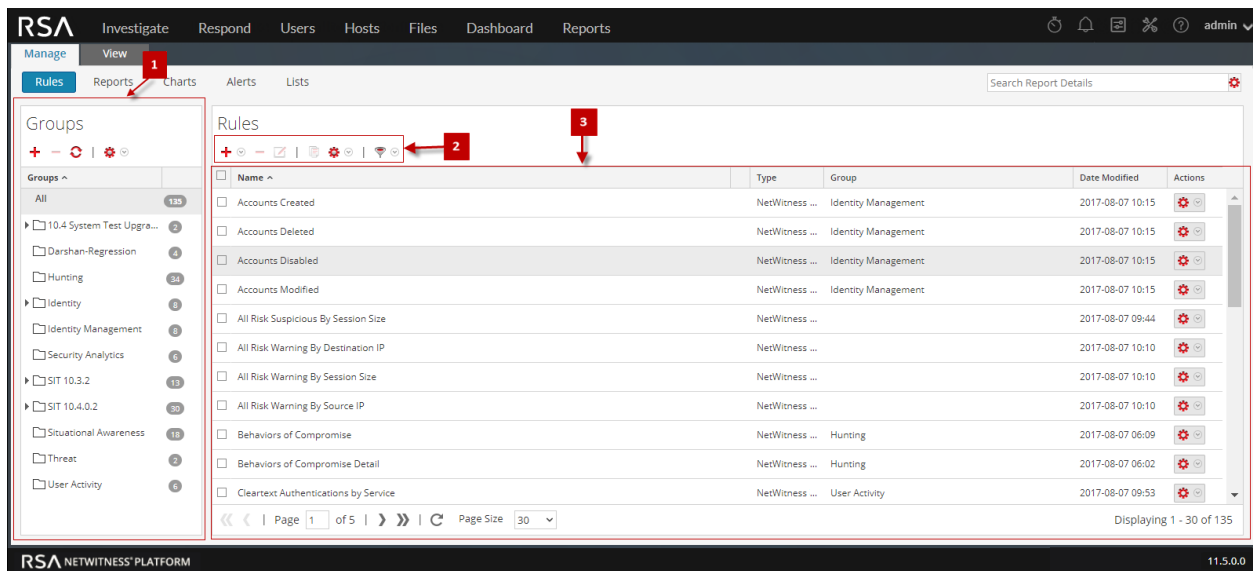 RSA Investigate Respond Users Hosts Files Dashboard Reports admin
Manage View
1
Rules Reports Charts Alerts Lists Search Report Details
Groups
Groups
All 135
10.4 System Test Upgra... 2
Darshan-Regression 4
Hunting 34
Identity 8
Identity Management 8
Security Analytics 6
SIT 10.3.2 13
SIT 10.4.0.2 30
Situational Awareness 18
Threat 2
User Activity 6
Rules
2
3
Name Type Group Date Modified Actions
Accounts Created NetWitness ... Identity Management 2017-08-07 10:15
Accounts Deleted NetWitness ... Identity Management 2017-08-07 10:15
Accounts Disabled NetWitness ... Identity Management 2017-08-07 10:15
Accounts Modified NetWitness ... Identity Management 2017-08-07 10:15
All Risk Suspicious By Session Size NetWitness ... 2017-08-07 09:44
All Risk Warning By Destination IP NetWitness ... 2017-08-07 10:10
All Risk Warning By Session Size NetWitness ... 2017-08-07 10:10
All Risk Warning By Source IP NetWitness ... 2017-08-07 10:10
Behaviors of Compromise NetWitness ... Hunting 2017-08-07 06:09
Behaviors of Compromise Detail NetWitness ... Hunting 2017-08-07 06:02
Cleartext Authentications by Service NetWitness ... User Activity 2017-08-07 09:53
Page 1 of 5 Page Size 30 Displaying 1 - 30 of 135
RSA NETWITNESS® PLATFORM 11.5.0.0